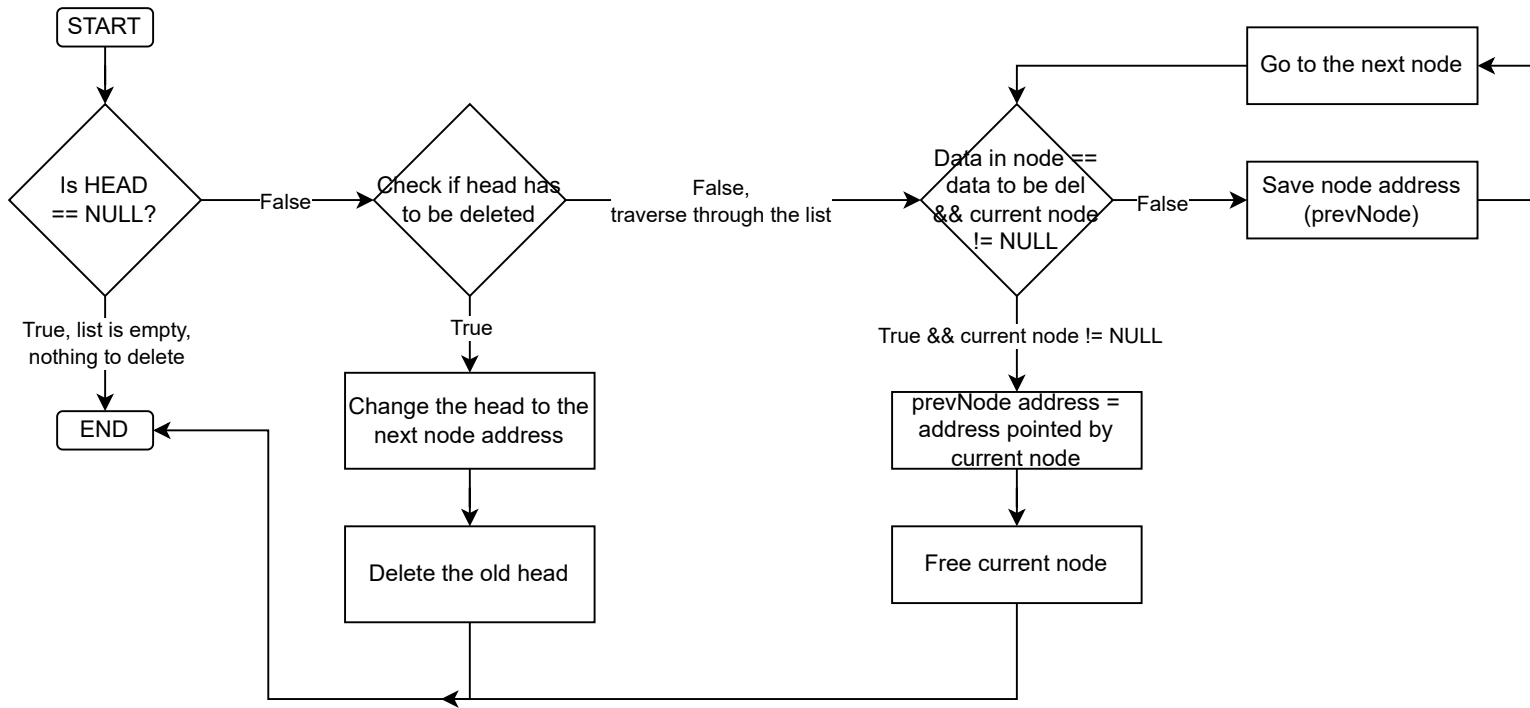 START
Is HEAD
== NULL?
False
True, list is empty,
nothing to delete
END
Check if head has
to be deleted
True
Change the head to the
next node address
Delete the old head
False,
traverse through the list
Data in node ==
data to be del
&& current node
!= NULL
False
Save node address
(prevNode)
Go to the next node
True && current node != NULL
prevNode address =
address pointed by
current node
Free current node